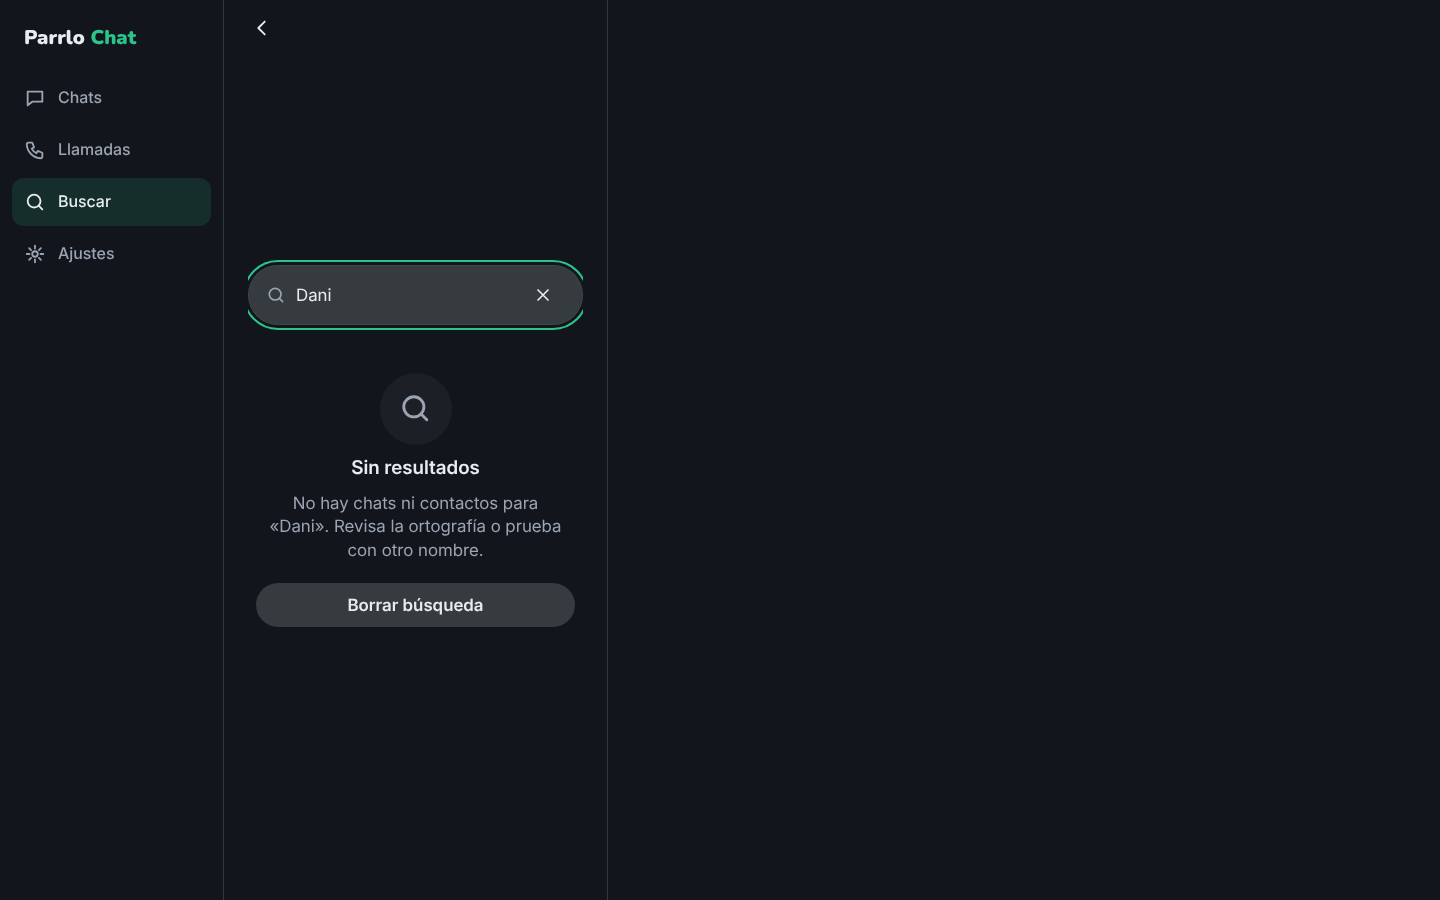 Parrlo Chat
Chats
Llamadas
Buscar
Ajustes
Dani
Sin resultados
No hay chats ni contactos para
«Dani». Revisa la ortografía o prueba
con otro nombre.
Borrar búsqueda